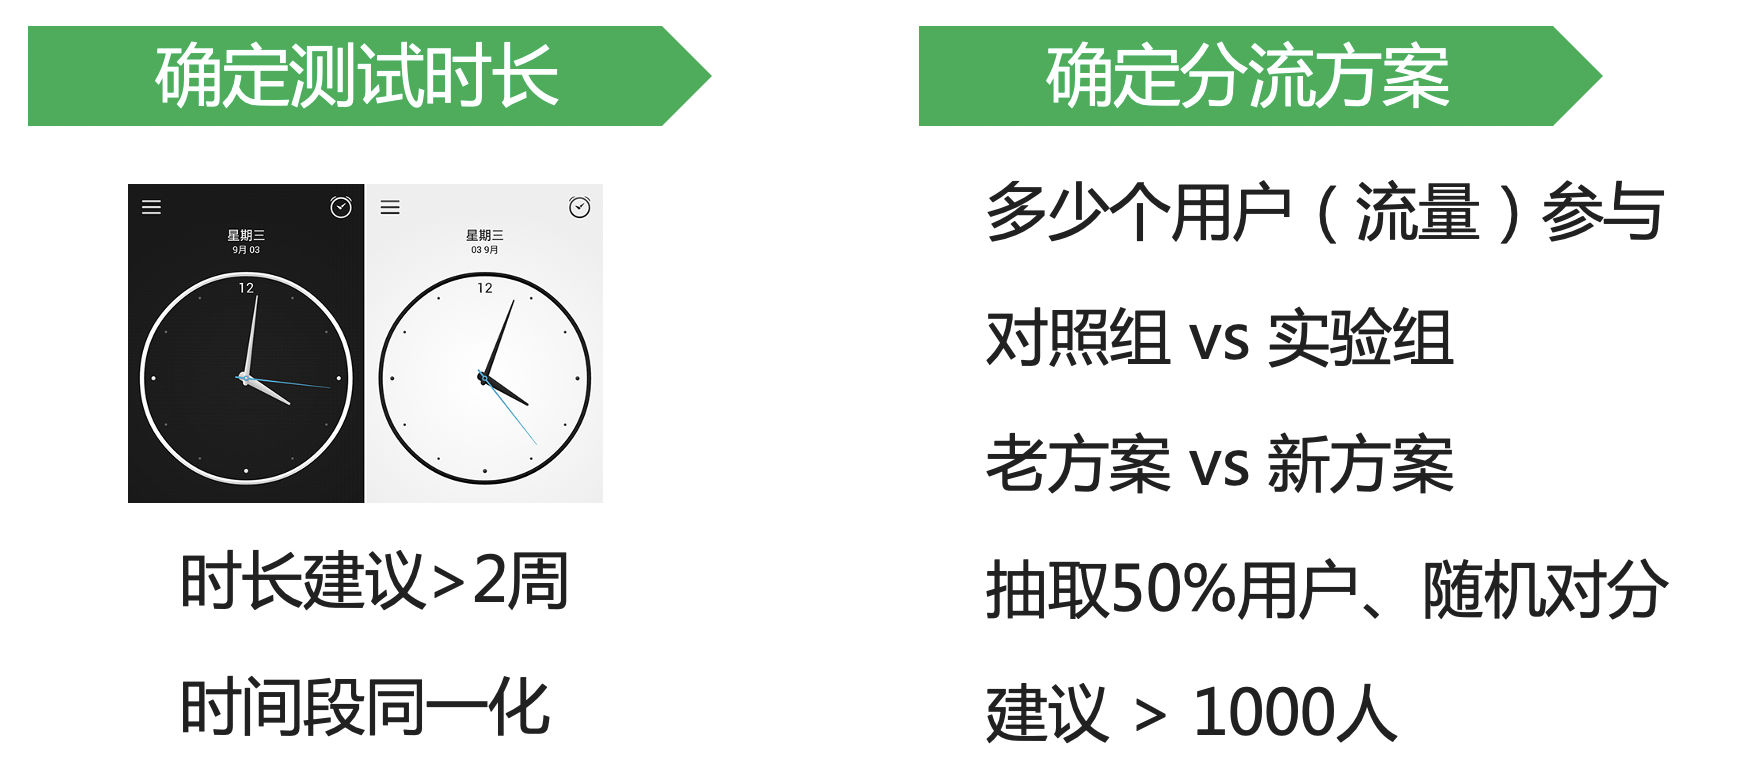 确定测试时长
星期三
9月 03
12
星期三
03 9月
12
时长建议>2周
时间段同一化
确定分流方案
多少个用户（流量）参与
对照组 vs 实验组
老方案 vs 新方案
抽取50%用户、随机对分
建议 > 1000人